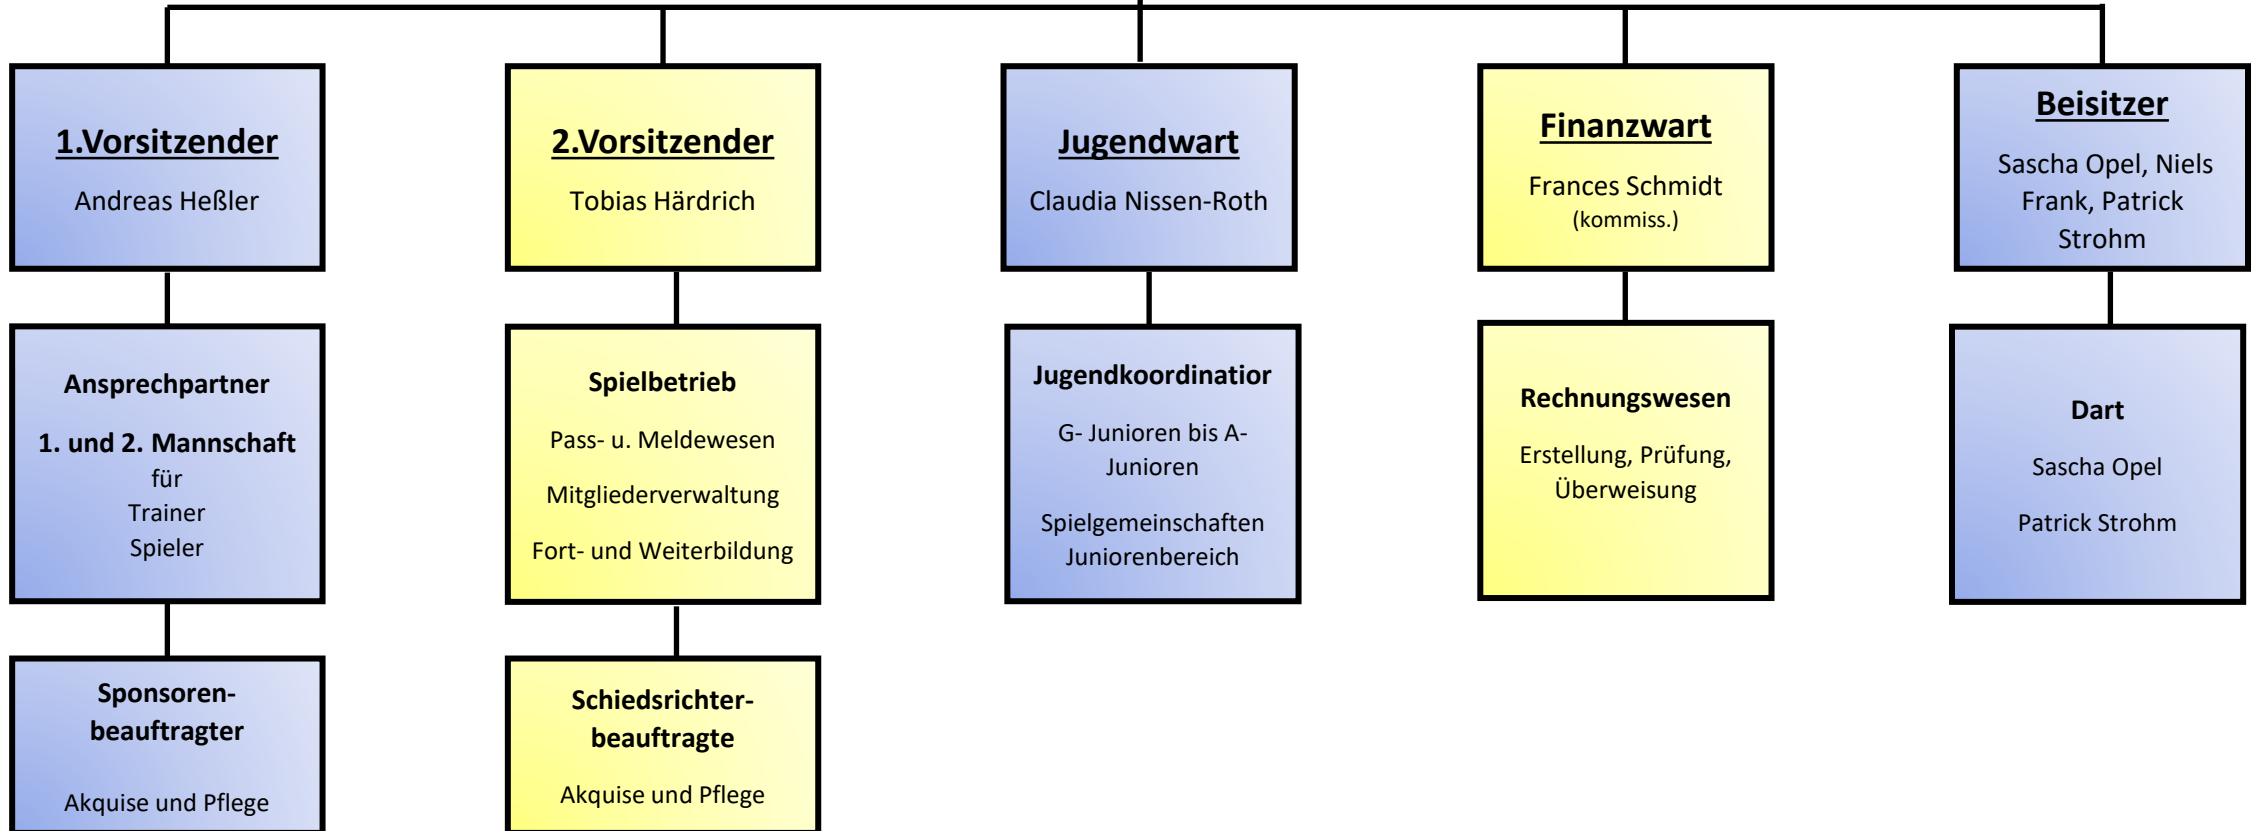 1.Vorsitzender
Andreas Heßler
2.Vorsitzender
Tobias Härdrich
Jugendwart
Claudia Nissen-Roth
Finanzwart
Frances Schmidt
(kommiss.)
Beisitzer
Sascha Opel, Niels
Frank, Patrick
Strohm
Ansprechpartner
1. und 2. Mannschaft
für
Trainer
Spieler
Spielbetrieb
Pass- u. Meldewesen
Mitgliederverwaltung
Fort- und Weiterbildung
Jugendkoordinatior
G- Junioren bis A-
Junioren
Spielgemeinschaften
Juniorenbereich
Rechnungswesen
Erstellung, Prüfung,
Überweisung
Dart
Sascha Opel
Patrick Strohm
Sponsoren-
beauftragter
Akquise und Pflege
Schiedsrichter-
beauftragte
Akquise und Pflege